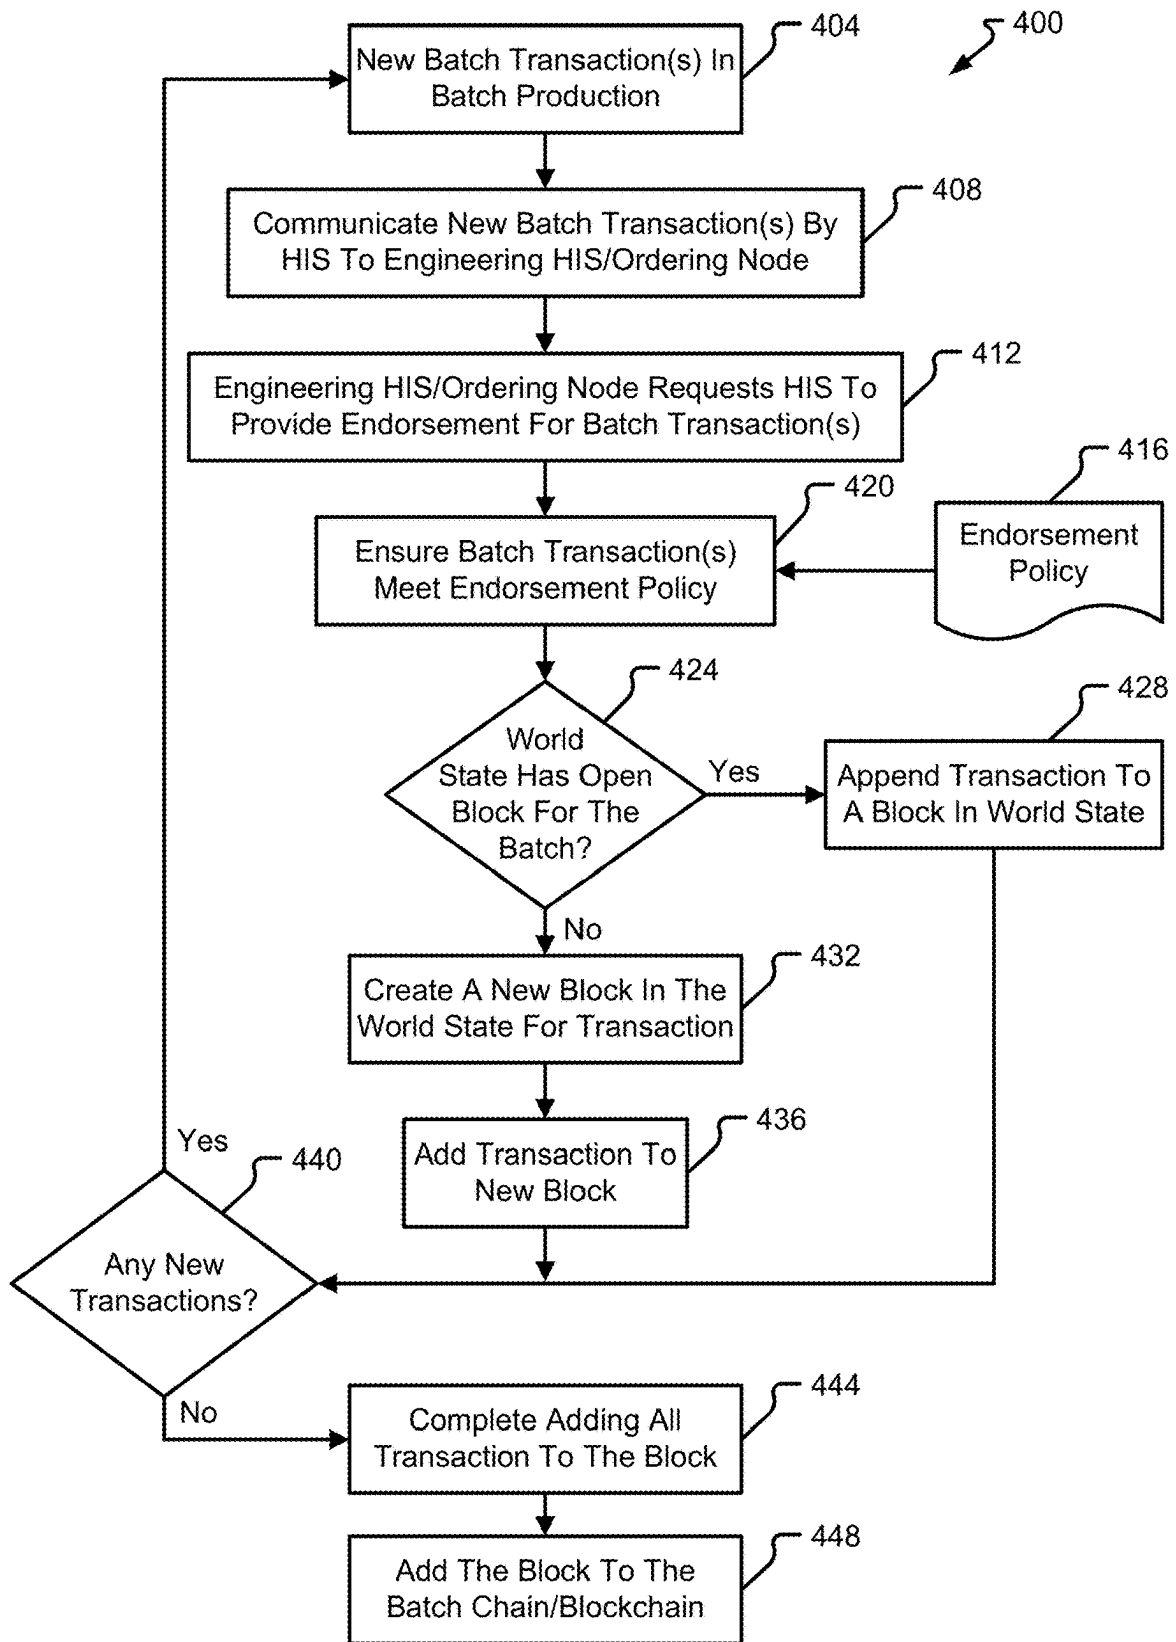 404
400
New Batch Transaction(s) In
Batch Production
408
Communicate New Batch Transaction(s) By
HIS To Engineering HIS/Ordering Node
412
Engineering HIS/Ordering Node Requests HIS To
Provide Endorsement For Batch Transaction(s)
416
420
Endorsement
Policy
Ensure Batch Transaction(s)
Meet Endorsement Policy
424
428
World
State Has Open
Block For The
Batch?
Yes
Append Transaction To
A Block In World State
No
432
Create A New Block In The
World State For Transaction
436
Add Transaction To
New Block
Yes
440
Any New
Transactions?
No
444
Complete Adding All
Transaction To The Block
448
Add The Block To The
Batch Chain/Blockchain